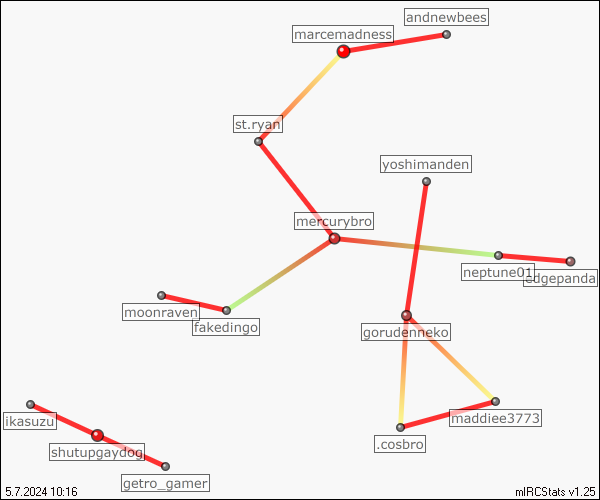 andnewbees
marcemadness
st.ryan
yoshimanden
mercurybro
neptune01
edgepanda
moonraven
fakedingo
gorudenneko
maddiee3773
ikasuzu
.cosbro
shutupgaydog
getro_gamer
5.7.2024 10:16
mIRCStats v1.25